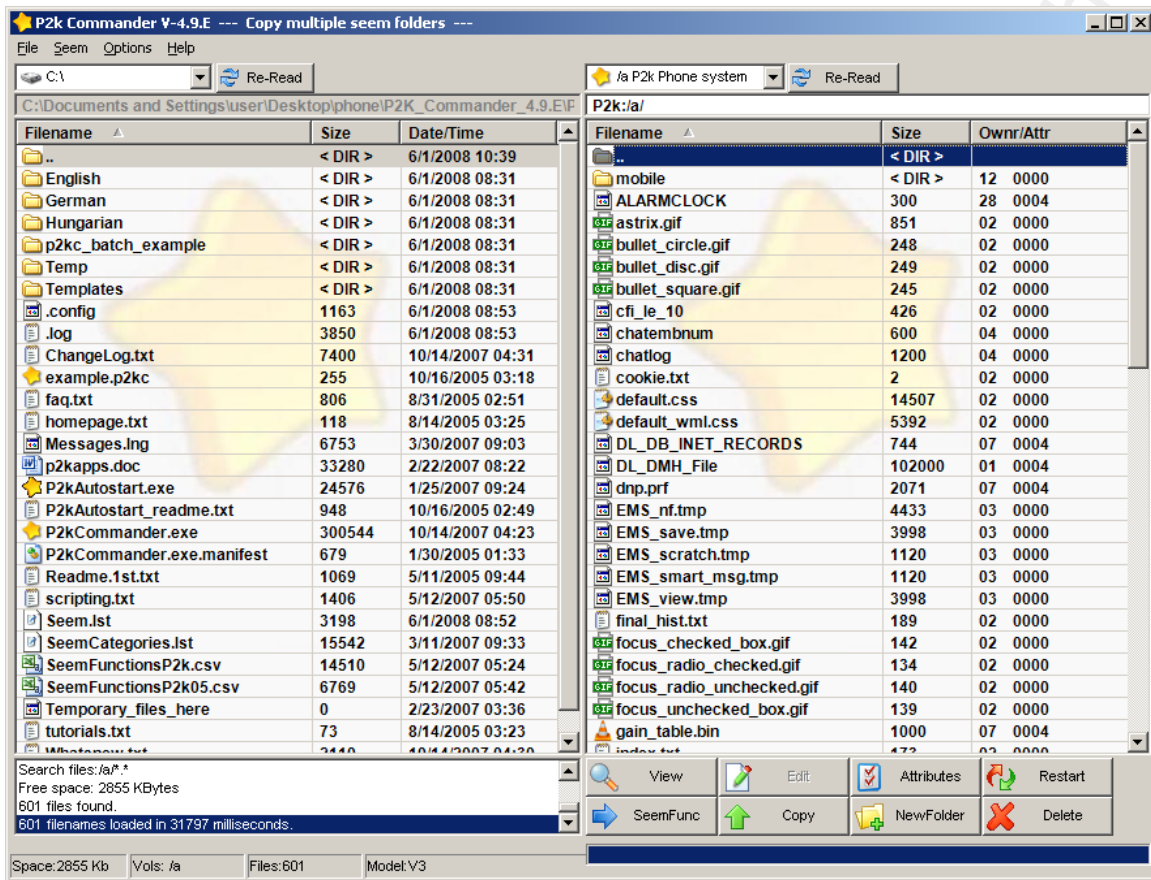 P2k Commander V-4.9.E --- Copy multiple seem folders ---
File Seem Options Help
C:\ Re-Read /a P2k Phone system Re-Read
C:\Documents and Settings\user\Desktop\phone\P2K_Commander_4.9.E\P P2k:/a/
Filename Size Date/Time Filename Size Ownr/Attr
.. < DIR > 6/1/2008 10:39 .. < DIR >
English < DIR > 6/1/2008 08:31 mobile < DIR > 12 0000
German < DIR > 6/1/2008 08:31 ALARMCLOCK 300 28 0004
Hungarian < DIR > 6/1/2008 08:31 GIF astrix.gif 851 02 0000
p2kc_batch_example < DIR > 6/1/2008 08:31 GIF bullet_circle.gif 248 02 0000
Temp < DIR > 6/1/2008 08:31 GIF bullet_disc.gif 249 02 0000
Templates < DIR > 6/1/2008 08:31 GIF bullet_square.gif 245 02 0000
.config 1163 6/1/2008 08:53 cfi_le_10 426 02 0000
.log 3850 6/1/2008 08:53 chatembnum 600 04 0000
ChangeLog.txt 7400 10/14/2007 04:31 chatlog 1200 04 0000
example.p2kc 255 10/16/2005 03:18 cookie.txt 2 02 0000
faq.txt 806 8/31/2005 02:51 default.css 14507 02 0000
homepage.txt 118 8/14/2005 03:25 default_wml.css 5392 02 0000
Messages.lng 6753 3/30/2007 09:03 DL_DB_INET_RECORDS 744 07 0004
p2kapps.doc 33280 2/22/2007 08:22 DL_DMH_File 102000 01 0004
P2kAutostart.exe 24576 1/25/2007 09:24 dnp.prf 2071 07 0004
P2kAutostart_readme.txt 948 10/16/2005 02:49 EMS_nf.tmp 4433 03 0000
P2kCommander.exe 300544 10/14/2007 04:23 EMS_save.tmp 3998 03 0000
P2kCommander.exe.manifest 679 1/30/2005 01:33 EMS_scratch.tmp 1120 03 0000
Readme.1st.txt 1069 5/11/2005 09:44 EMS_smart_msg.tmp 1120 03 0000
scripting.txt 1406 5/12/2007 05:50 EMS_view.tmp 3998 03 0000
Seem.lst 3198 6/1/2008 08:52 final_hist.txt 189 02 0000
SeemCategories.lst 15542 3/11/2007 09:33 GIF focus_checked_box.gif 142 02 0000
SeemFunctionsP2k.csv 14510 5/12/2007 05:24 GIF focus_radio_checked.gif 134 02 0000
SeemFunctionsP2k05.csv 6769 5/12/2007 05:42 GIF focus_radio_unchecked.gif 140 02 0000
Temporary_files_here 0 2/23/2007 03:36 GIF focus_unchecked_box.gif 139 02 0000
tutorials.txt 73 8/14/2005 03:23 gain_table.bin 1000 07 0004
Search files:/a/*.*
Free space: 2855 KBytes
601 files found.
601 filenames loaded in 31797 milliseconds.
View Edit Attributes Restart
SeemFunc Copy NewFolder Delete
Space:2855 Kb Vols: /a Files:601 Model:V3